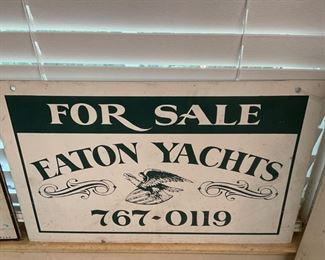 FOR SALE
EATON YACHTS
767-0119